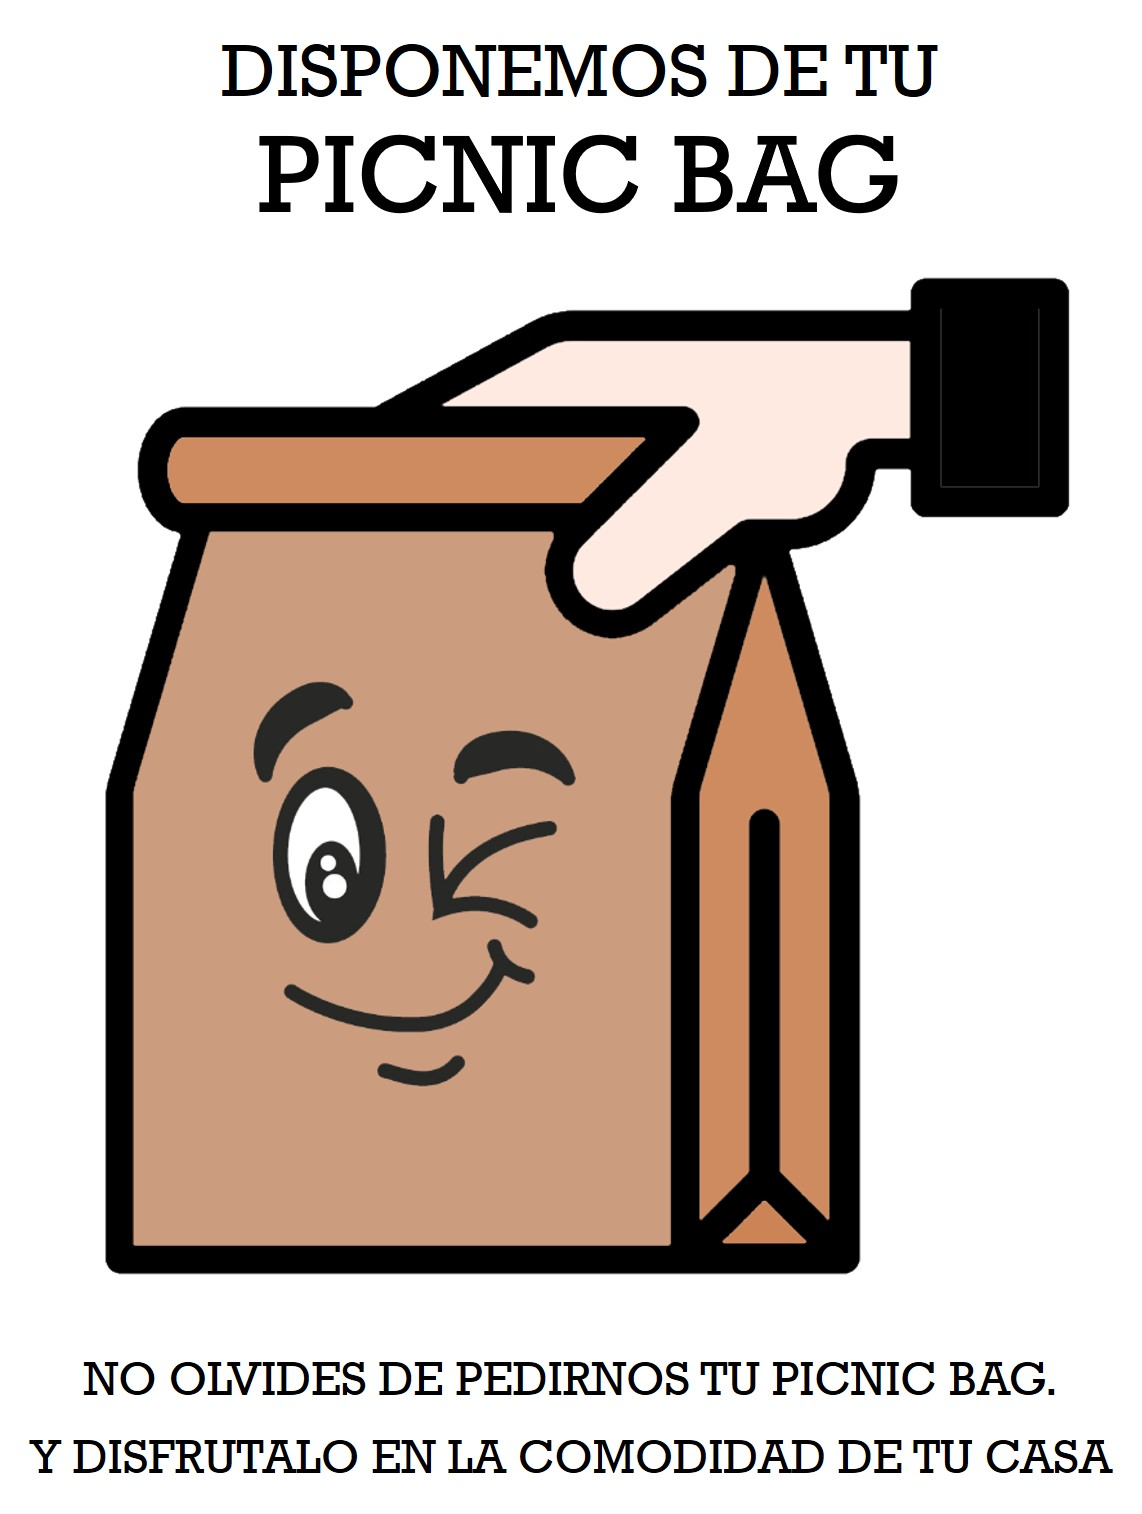 DISPONEMOS DE TU
PICNIC BAG
NO OLVIDES DE PEDIRNOS TU PICNIC BAG.
Y DISFRUTALO EN LA COMODIDAD DE TU CASA